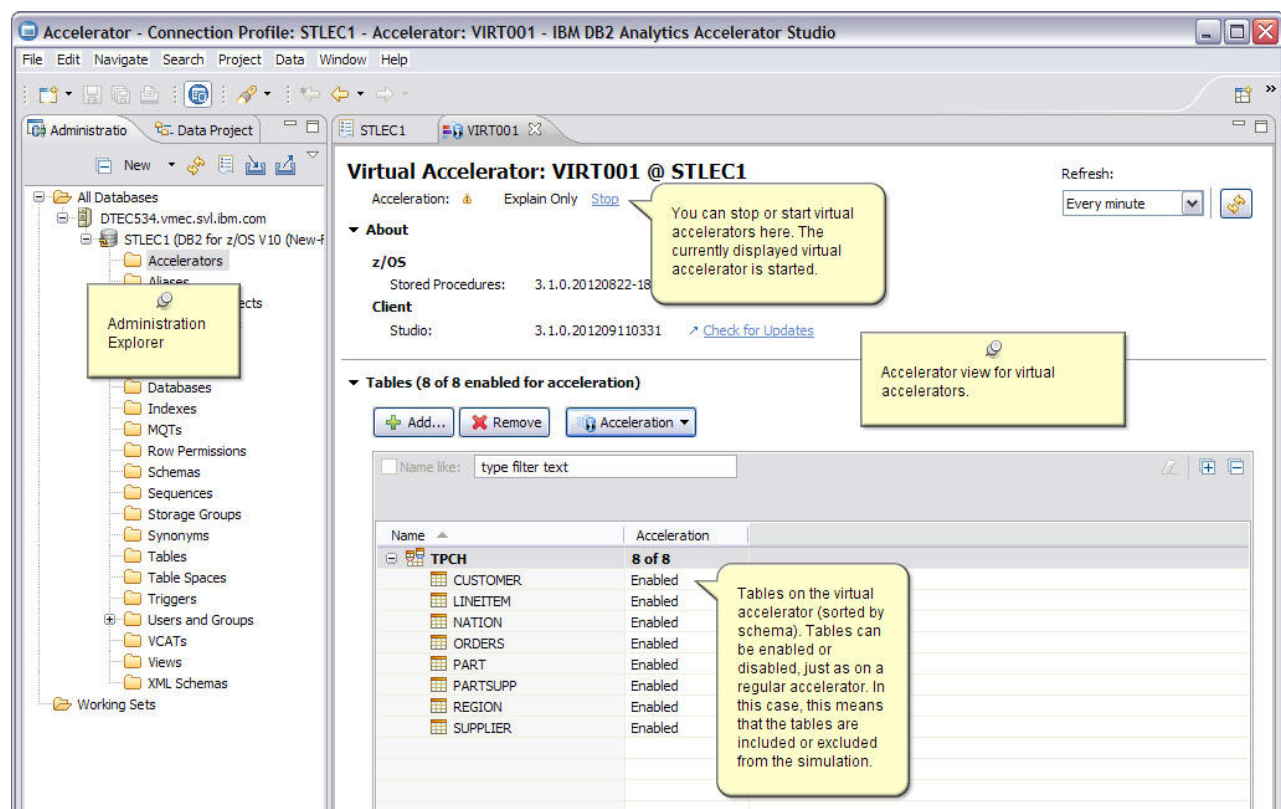 Accelerator - Connection Profile: STLEC1 - Accelerator: VIRT001 - IBM DB2 Analytics Accelerator Studio
File Edit Navigate Search Project Data Window Help
Administratio
Data Project
New
All Databases
DTEC534.vmec.svl.ibm.com
STLEC1 (DB2 for z/OS V10 (New-f
Accelerators
Aliases
ects
Administration
Explorer
Databases
Indexes
MQTs
Row Permissions
Schemas
Sequences
Storage Groups
Synonyms
Tables
Table Spaces
Triggers
Users and Groups
VCATs
Views
XML Schemas
Working Sets
STLEC1
VIRT001
Virtual Accelerator: VIRT001 @ STLEC1
Acceleration: Explain Only Stop
Refresh:
Every minute
You can stop or start virtual
accelerators here. The
currently displayed virtual
accelerator is started.
About
z/OS
Stored Procedures: 3.1.0.20120822-18
Client
Studio: 3.1.0.201209110331 Check for Updates
Accelerator view for virtual
accelerators.
Tables (8 of 8 enabled for acceleration)
Add... Remove Acceleration
Name like: type filter text
Name Acceleration
TPCH 8 of 8
CUSTOMER Enabled
LINEITEM Enabled
NATION Enabled
ORDERS Enabled
PART Enabled
PARTSUPP Enabled
REGION Enabled
SUPPLIER Enabled
Tables on the virtual
accelerator (sorted by
schema). Tables can
be enabled or
disabled, just as on a
regular accelerator. In
this case, this means
that the tables are
included or excluded
from the simulation.